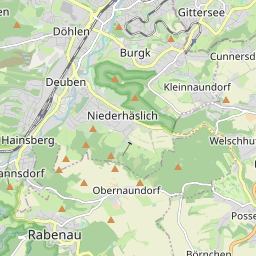 Gittersee
Döhlen
Burgk
Cunnersd
Deuben
Kleinnaundorf
Niederhäslich
Hainsberg
Welschhu
annsdorf
Obernaundorf
Posse
Rabenau
Börnchen